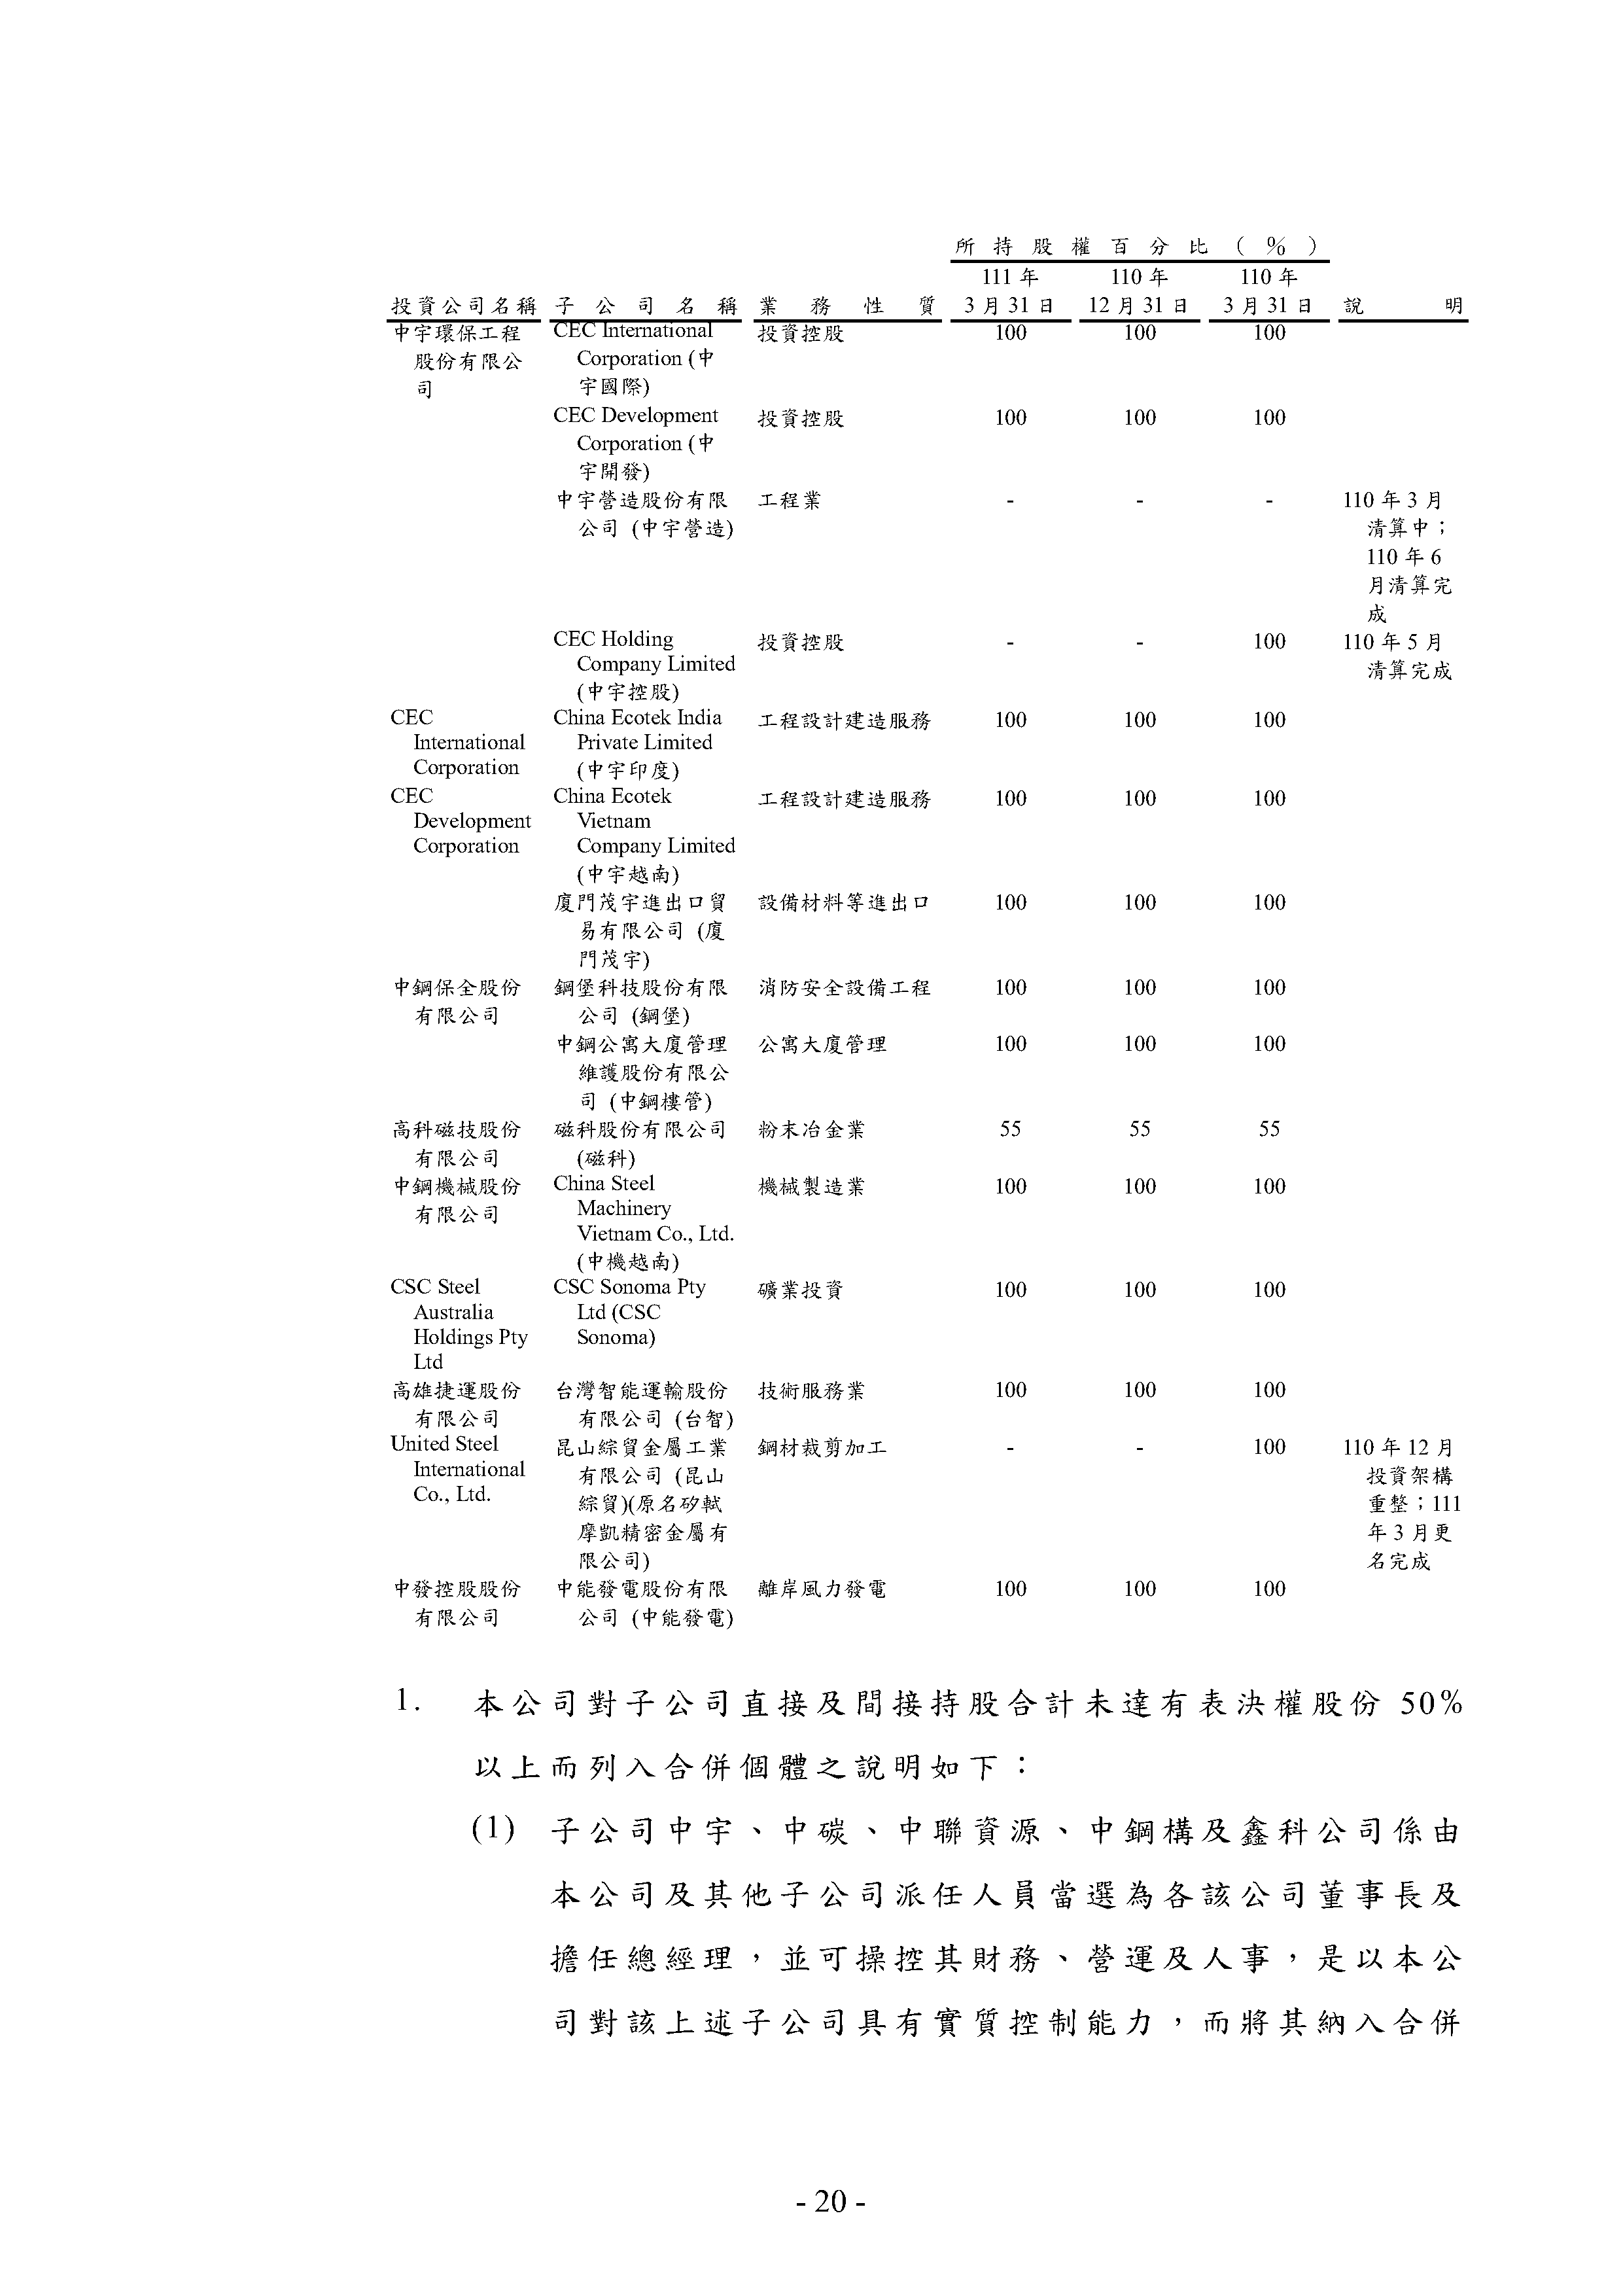 所持股權百分比(%)
111年 110年 110年
投資公司名稱 子公司名稱 業務性質 3月31日 12月31日 3月31日 說明
中宇環保工程 CEC International 投資控股 100 100 100
股份有限公 Corporation (中
司 宇國際)
CEC Development 投資控股 100 100 100
Corporation (中
宇開發)
中宇營造股份有限 工程業 - - - 110年3月
公司 (中宇營造) 清算中；
110年6
月清算完
成
CEC Holding 投資控股 - - 100 110年5月
Company Limited 清算完成
(中宇控股)
CEC China Ecotek India 工程設計建造服務 100 100 100
International Private Limited
Corporation (中宇印度)
CEC China Ecotek 工程設計建造服務 100 100 100
Development Vietnam
Corporation Company Limited
(中宇越南)
廈門茂宇進出口貿 設備材料等進出口 100 100 100
易有限公司 (廈
門茂宇)
中鋼保全股份 鋼堡科技股份有限 消防安全設備工程 100 100 100
有限公司 公司 (鋼堡)
中鋼公寓大廈管理 公寓大廈管理 100 100 100
維護股份有限公
司 (中鋼樓管)
高科磁技股份 磁科股份有限公司 粉末冶金業 55 55 55
有限公司 (磁科)
中鋼機械股份 China Steel 機械製造業 100 100 100
有限公司 Machinery
Vietnam Co., Ltd.
(中機越南)
CSC Steel CSC Sonoma Pty 礦業投資 100 100 100
Australia Ltd (CSC
Holdings Pty Sonoma)
Ltd
高雄捷運股份 台灣智能運輸股份 技術服務業 100 100 100
有限公司 有限公司 (台智)
United Steel 昆山綜貿金屬工業 鋼材裁剪加工 - - 100 110年12月
International 有限公司 (昆山 投資架構
Co., Ltd. 綜貿)(原名矽軾 重整；111
摩凱精密金屬有 年3月更
限公司) 名完成
中發控股股份 中能發電股份有限 離岸風力發電 100 100 100
有限公司 公司 (中能發電)
1. 本公司對子公司直接及間接持股合計未達有表決權股份 50%
以上而列入合併個體之說明如下：
(1) 子公司中宇、中碳、中聯資源、中鋼構及鑫科公司係由
本公司及其他子公司派任人員當選為各該公司董事長及
擔任總經理，並可操控其財務、營運及人事，是以本公
司對該上述子公司具有實質控制能力，而將其納入合併
- 20 -